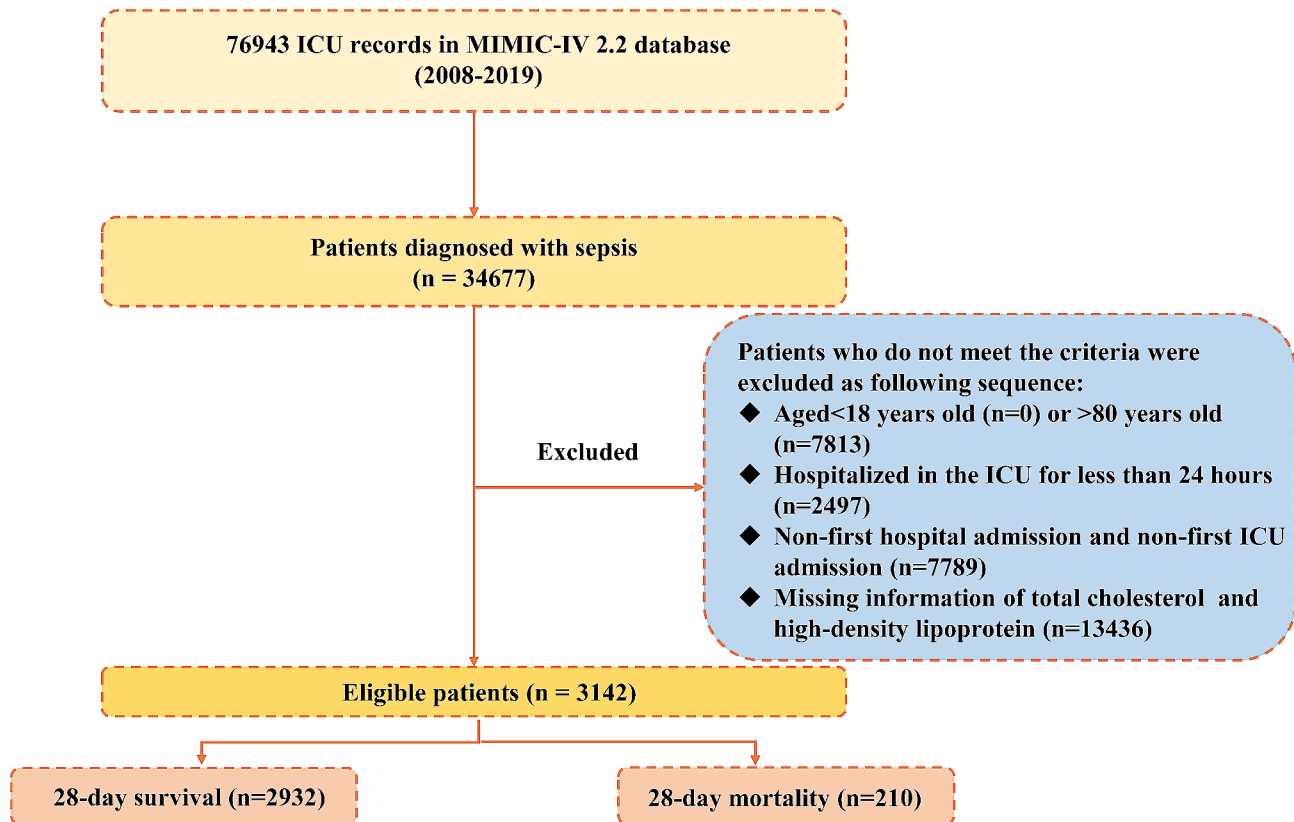 76943 ICU records in MIMIC-IV 2.2 database
(2008-2019)
Patients diagnosed with sepsis
(n = 34677)
Excluded
Patients who do not meet the criteria were
excluded as following sequence:
◆ Aged<18 years old (n=0) or >80 years old
(n=7813)
◆ Hospitalized in the ICU for less than 24 hours
(n=2497)
◆ Non-first hospital admission and non-first ICU
admission (n=7789)
◆ Missing information of total cholesterol and
high-density lipoprotein (n=13436)
Eligible patients (n = 3142)
28-day survival (n=2932)
28-day mortality (n=210)